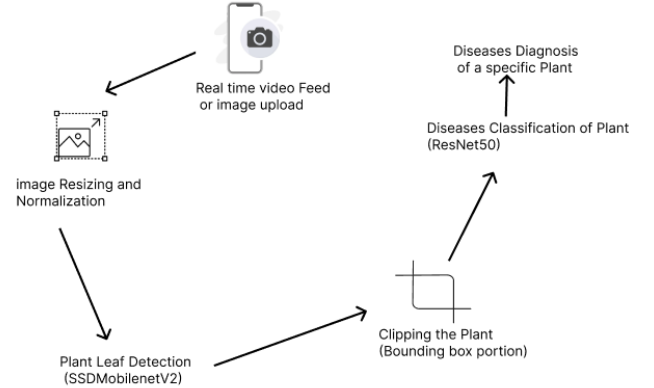 Real time video Feed
or image upload
image Resizing and
Normalization
Plant Leaf Detection
(SSDMobilenetV2)
Clipping the Plant
(Bounding box portion)
Diseases Classification of Plant
(ResNet50)
Diseases Diagnosis
of a specific Plant